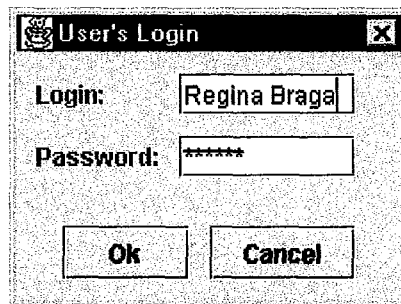 User's Login
Login: Regina Braga
Password: ******
Ok Cancel